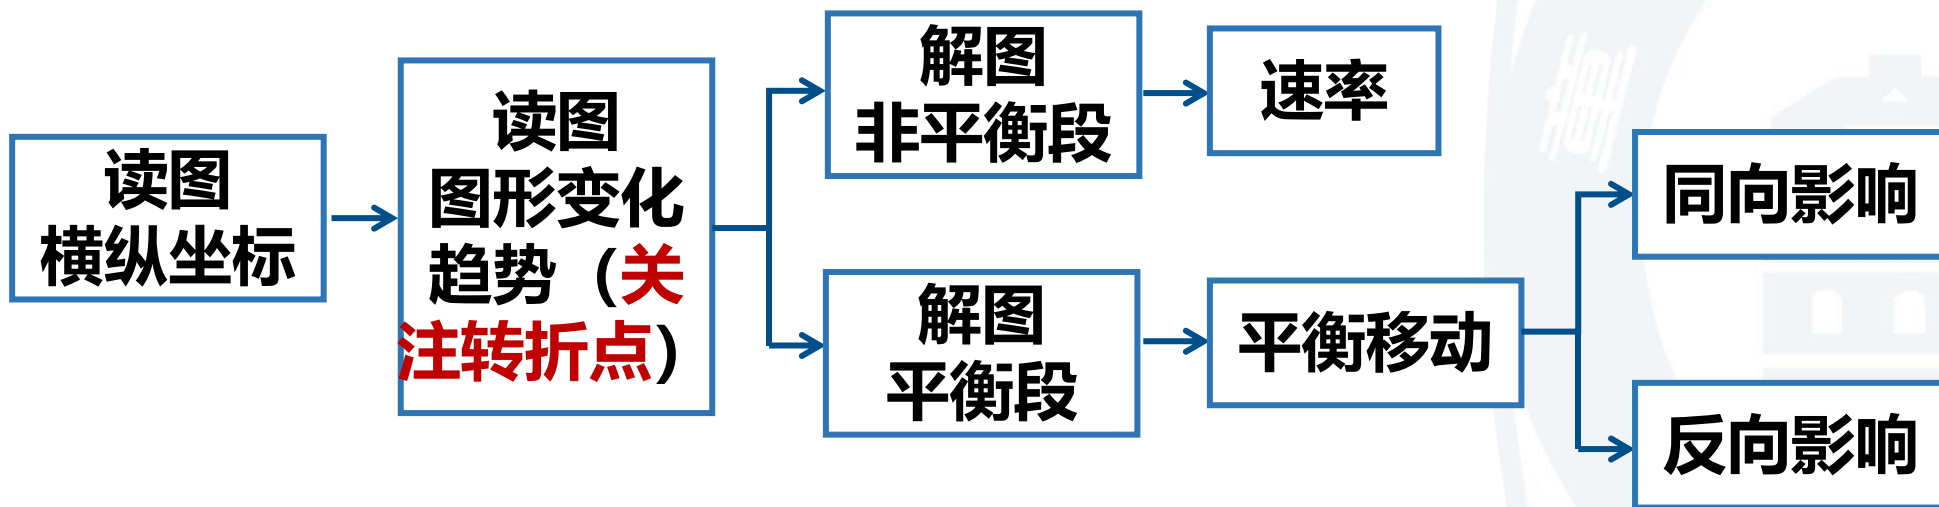 读图
横纵坐标
读图
图形变化
趋势（关
注转折点）
解图
非平衡段
速率
解图
平衡段
平衡移动
同向影响
反向影响